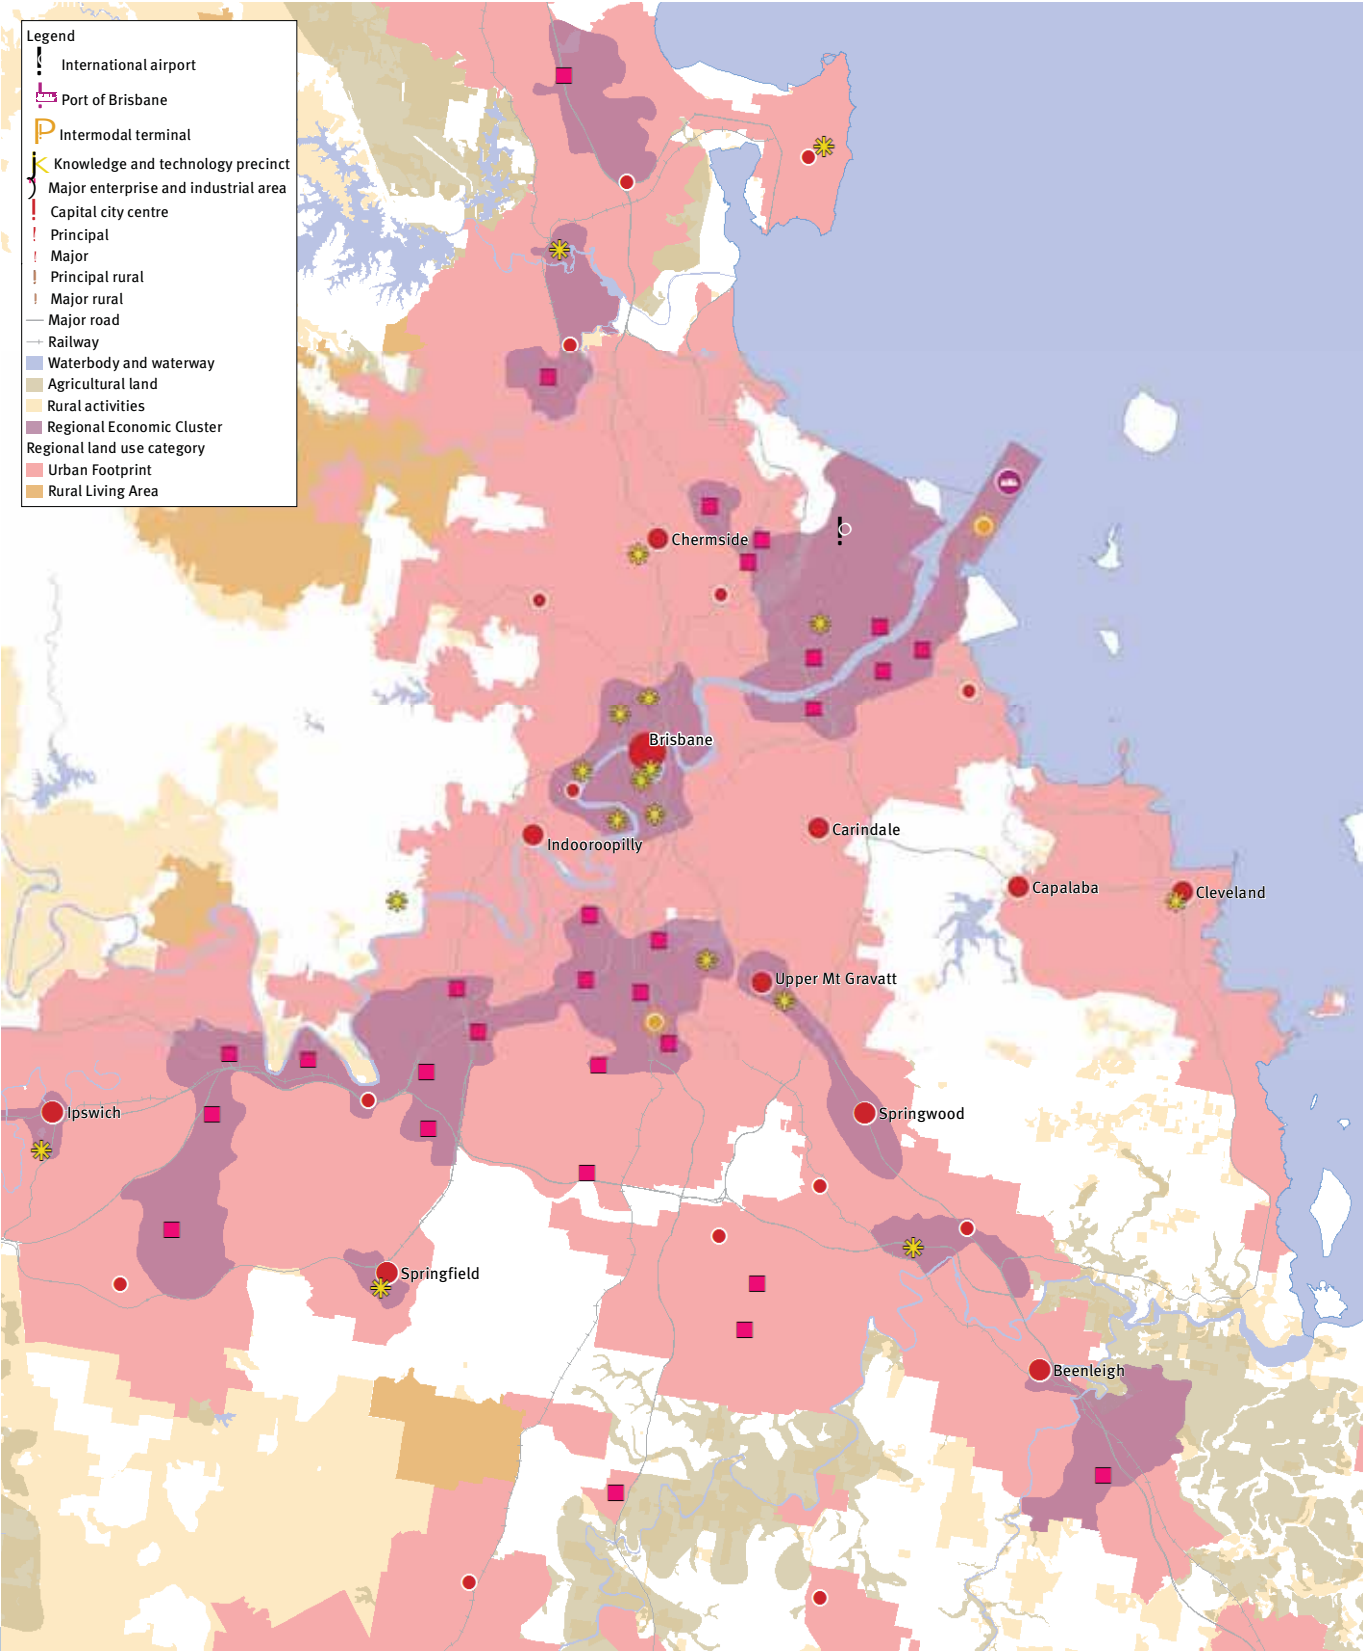 Legend
International airport
Port of Brisbane
Intermodal terminal
Knowledge and technology precinct
Major enterprise and industrial area
Capital city centre
Principal
Major
Principal rural
Major rural
Major road
Railway
Waterbody and waterway
Agricultural land
Rural activities
Regional Economic Cluster
Regional land use category
Urban Footprint
Rural Living Area
Chermside
Brisbane
Indooroopilly
Carindale
Capalaba
Cleveland
Upper Mt Gravatt
Ipswich
Springwood
Springfield
Beenleigh